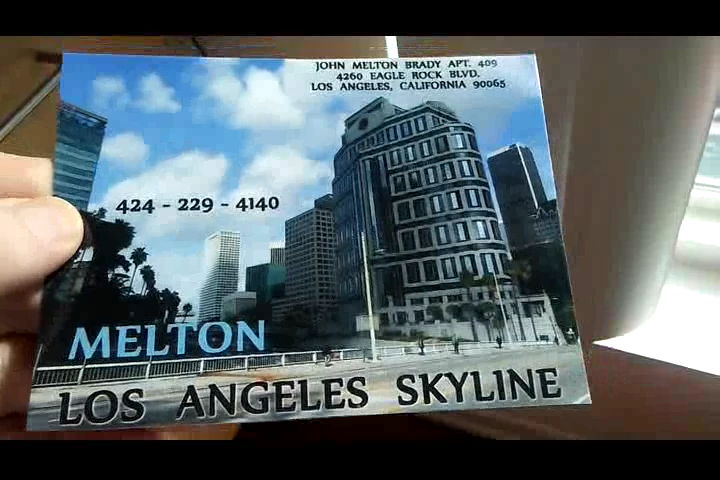 JOHN MELTON BRADY APT. 409
4260 EAGLE ROCK BLVD.
LOS ANGELES, CALIFORNIA 90065
424 - 229 - 4140
MELTON
LOS ANGELES SKYLINE